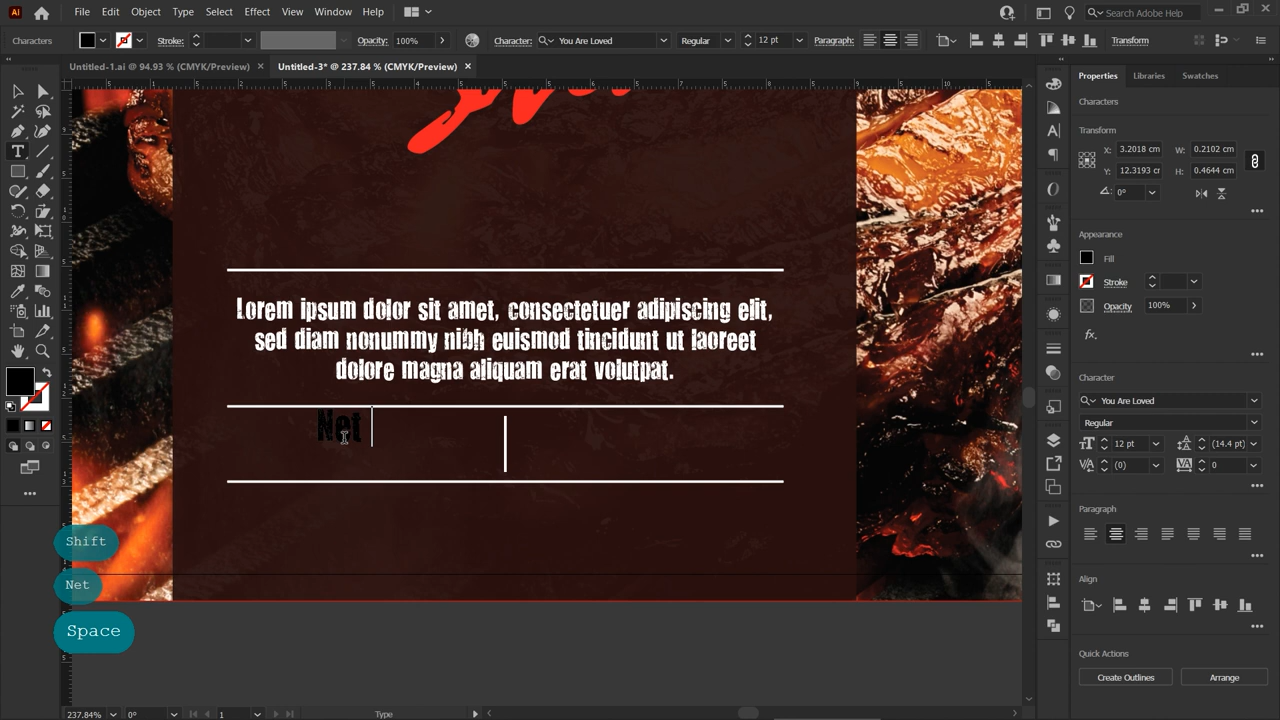 Ai File Edit Object Type Select Effect View Window Help Search Adobe Help
Characters Stroke: Opacity: 100% Character: You Are Loved Regular 12 pt Paragraph: Transform
Untitled-1.ai @ 94.93 % (CMYK/Preview) × Untitled-3* @ 237.84 % (CMYK/Preview) ×
Properties Libraries Swatches
Characters
Transform
X: 3.2018 cm W: 0.2102 cm
Y: 12.3193 cm H: 0.4644 cm
0°
Appearance
Fill
Stroke
Opacity 100%
fx.
Character
You Are Loved
Regular
12 pt (14.4 pt)
(0) 0
Paragraph
Align
Quick Actions
Create Outlines Arrange
Lorem ipsum dolor sit amet, consectetuer adipiscing elit,
sed diam nonummy nibh euismod tincidunt ut laoreet
dolore magna aliquam erat volutpat.
Net
Shift
Net
Space
237.84% 0° 1 Type